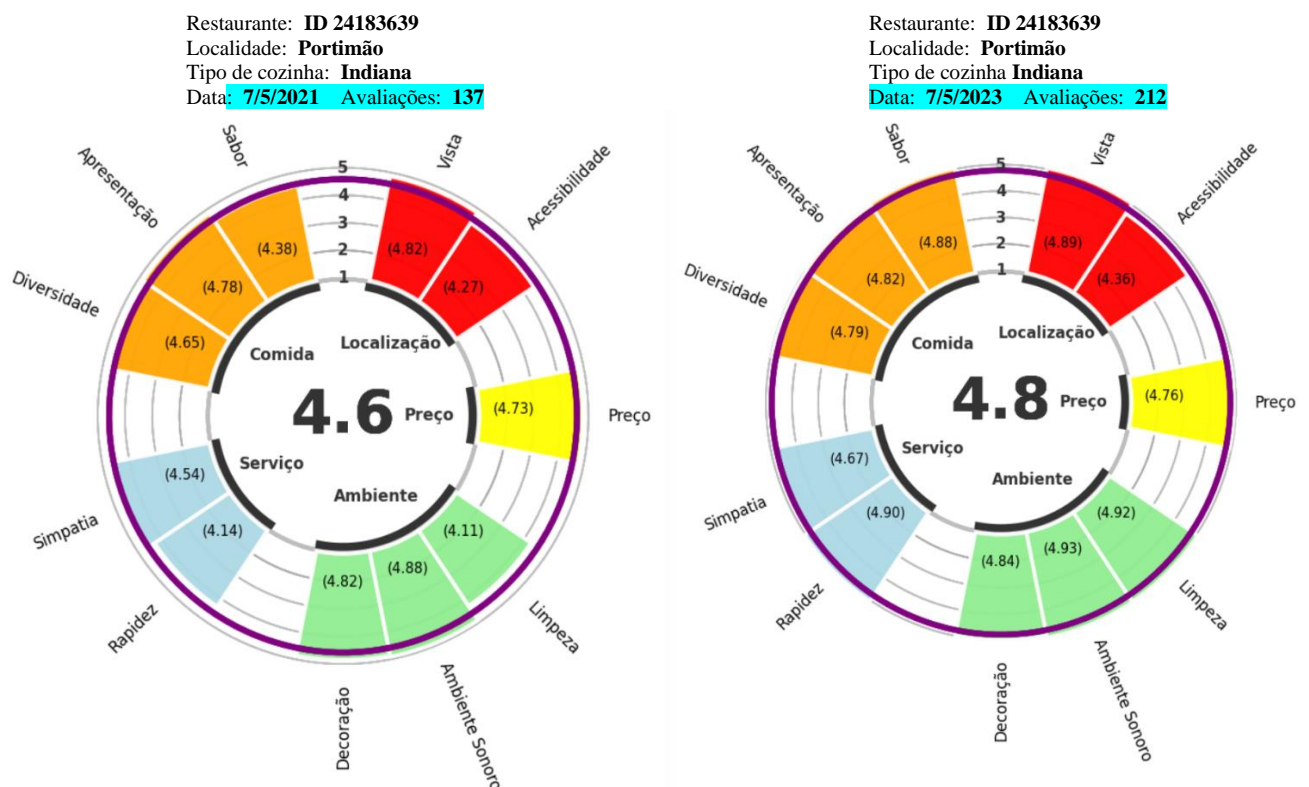 Restaurante: ID 24183639
Localidade: Portimão
Tipo de cozinha: Indiana
Data: 7/5/2021 Avaliações: 137
Sabor
Vista
Apresentação
Acessibilidade
Diversidade
5
4
3
2
1
(4.38)
(4.82)
(4.78)
(4.27)
(4.65)
Comida
Localização
4.6
Preço
(4.73)
Preço
Serviço
Ambiente
(4.54)
(4.14)
(4.11)
(4.82)
(4.88)
Simpatia
Rapidez
Limpeza
Decoração
Ambiente Sonoro
Restaurante: ID 24183639
Localidade: Portimão
Tipo de cozinha Indiana
Data: 7/5/2023 Avaliações: 212
Sabor
Vista
Apresentação
Acessibilidade
Diversidade
5
4
3
2
1
(4.88)
(4.89)
(4.82)
(4.36)
(4.79)
Comida
Localização
4.8
Preço
(4.76)
Preço
Serviço
Ambiente
(4.67)
(4.90)
(4.92)
(4.84)
(4.93)
Simpatia
Rapidez
Limpeza
Decoração
Ambiente Sonoro